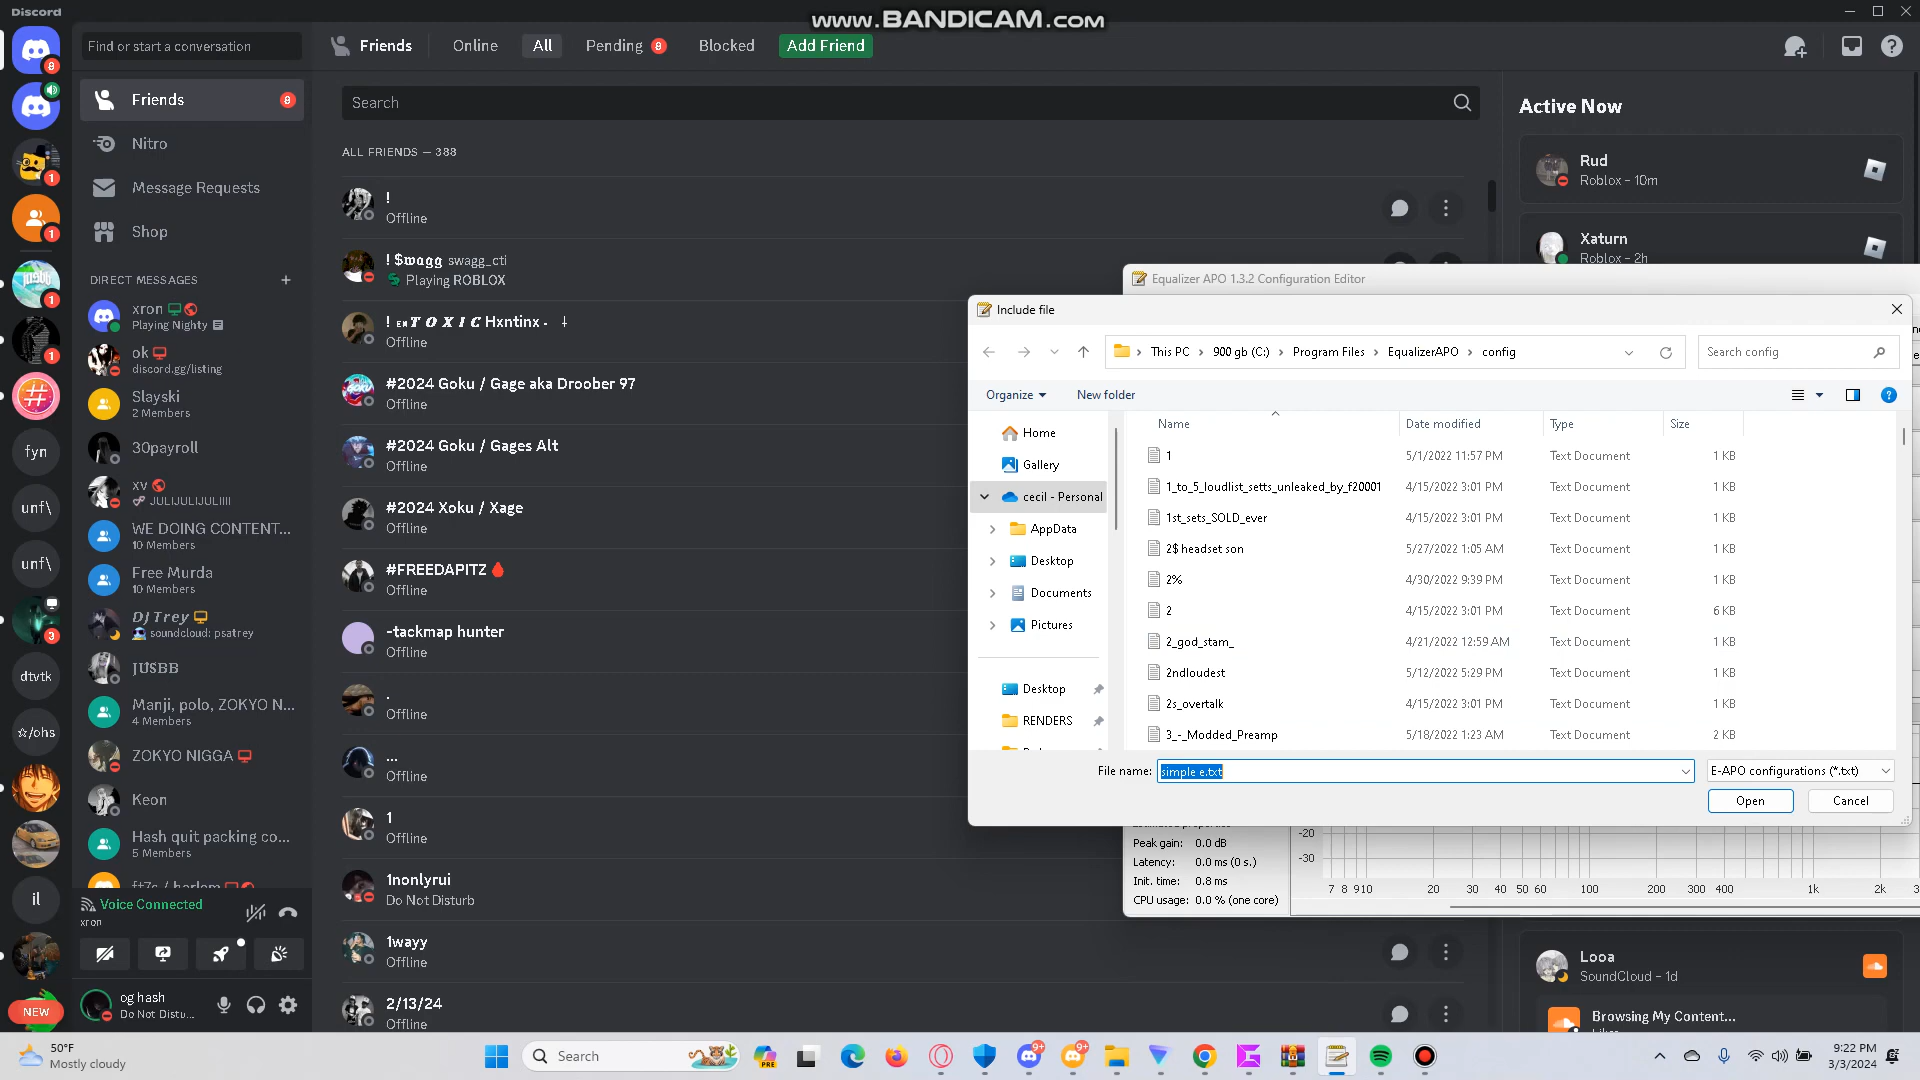 Discord
www.BANDICAM.com
Find or start a conversation
Friends
Online
All
Pending 8
Blocked
Add Friend
8
Friends 8
Search
Active Now
Nitro
ALL FRIENDS — 388
Rud
Roblox – 10m
1
Message Requests
!
Offline
1
Shop
Xaturn
Roblox – 2h
! $𝖜𝖆𝖌𝖌 swagg_cti
Playing ROBLOX
DIRECT MESSAGES +
Equalizer APO 1.3.2 Configuration Editor
1
xron
Playing Nighty
Include file
! ᴇɴ 𝑻 𝑶 𝑿 𝑰 𝑪 Hxntinx -
Offline
1
ok
discord.gg/listing
This PC > 900 gb (C:) > Program Files > EqualizerAPO > config
Search config
Slayski
2 Members
#2024 Goku / Gage aka Droober 97
Offline
Organize
New folder
fyn
30payroll
#2024 Goku / Gages Alt
Offline
Name
Date modified
Type
Size
Home
Gallery
cecil - Personal
AppData
Desktop
Documents
Pictures
Desktop
RENDERS
1 5/1/2022 11:57 PM Text Document 1 KB
1_to_5_loudlist_setts_unleaked_by_f20001 4/15/2022 3:01 PM Text Document 1 KB
1st_sets_SOLD_ever 4/15/2022 3:01 PM Text Document 1 KB
2$ headset son 5/27/2022 1:05 AM Text Document 1 KB
2% 4/30/2022 9:39 PM Text Document 1 KB
2 4/15/2022 3:01 PM Text Document 6 KB
2_god_stam_ 4/21/2022 12:59 AM Text Document 1 KB
2ndloudest 5/12/2022 5:29 PM Text Document 1 KB
2s_overtalk 4/15/2022 3:01 PM Text Document 1 KB
3_-_Modded_Preamp 5/18/2022 1:23 AM Text Document 2 KB
File name: simple e.txt
E-APO configurations (*.txt)
Open
Cancel
xv
JULIJULIJULIIII
unf\
#2024 Xoku / Xage
Offline
WE DOING CONTENT...
10 Members
unf\
Free Murda
10 Members
#FREEDAPITZ
Offline
3
DJ Trey
soundcloud: psatrey
-tackmap hunter
Offline
dtvtk
JUSBB
Manji, polo, ZOKYO N...
4 Members
.
Offline
☆/ohs
ZOKYO NIGGA
...
Offline
Keon
1
Offline
Hash quit packing co...
5 Members
ft7s / harlem
-20
-30
Peak gain: 0.0 dB
Latency: 0.0 ms (0 s.)
Init. time: 0.8 ms
CPU usage: 0.0 % (one core)
7 8 9 10 20 30 40 50 60 100 200 300 400 1k 2k 3
il
Voice Connected
xron
1nonlyrui
Do Not Disturb
1wayy
Offline
Looa
SoundCloud – 1d
Browsing My Content...
og hash
Do Not Distu...
2/13/24
Offline
NEW
50°F
Mostly cloudy
Search
PRE
9+
9+
9:22 PM
3/3/2024